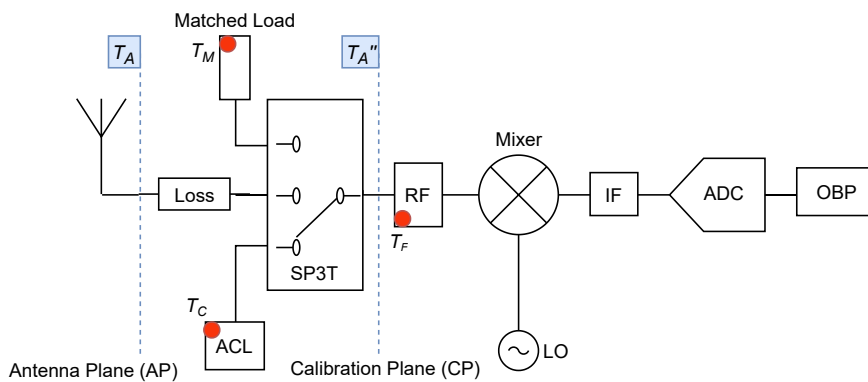 Matched Load
T_A
T_M
T_A''
Mixer
Loss
RF
IF
ADC
OBP
T_F
SP3T
T_C
ACL
LO
Antenna Plane (AP)
Calibration Plane (CP)